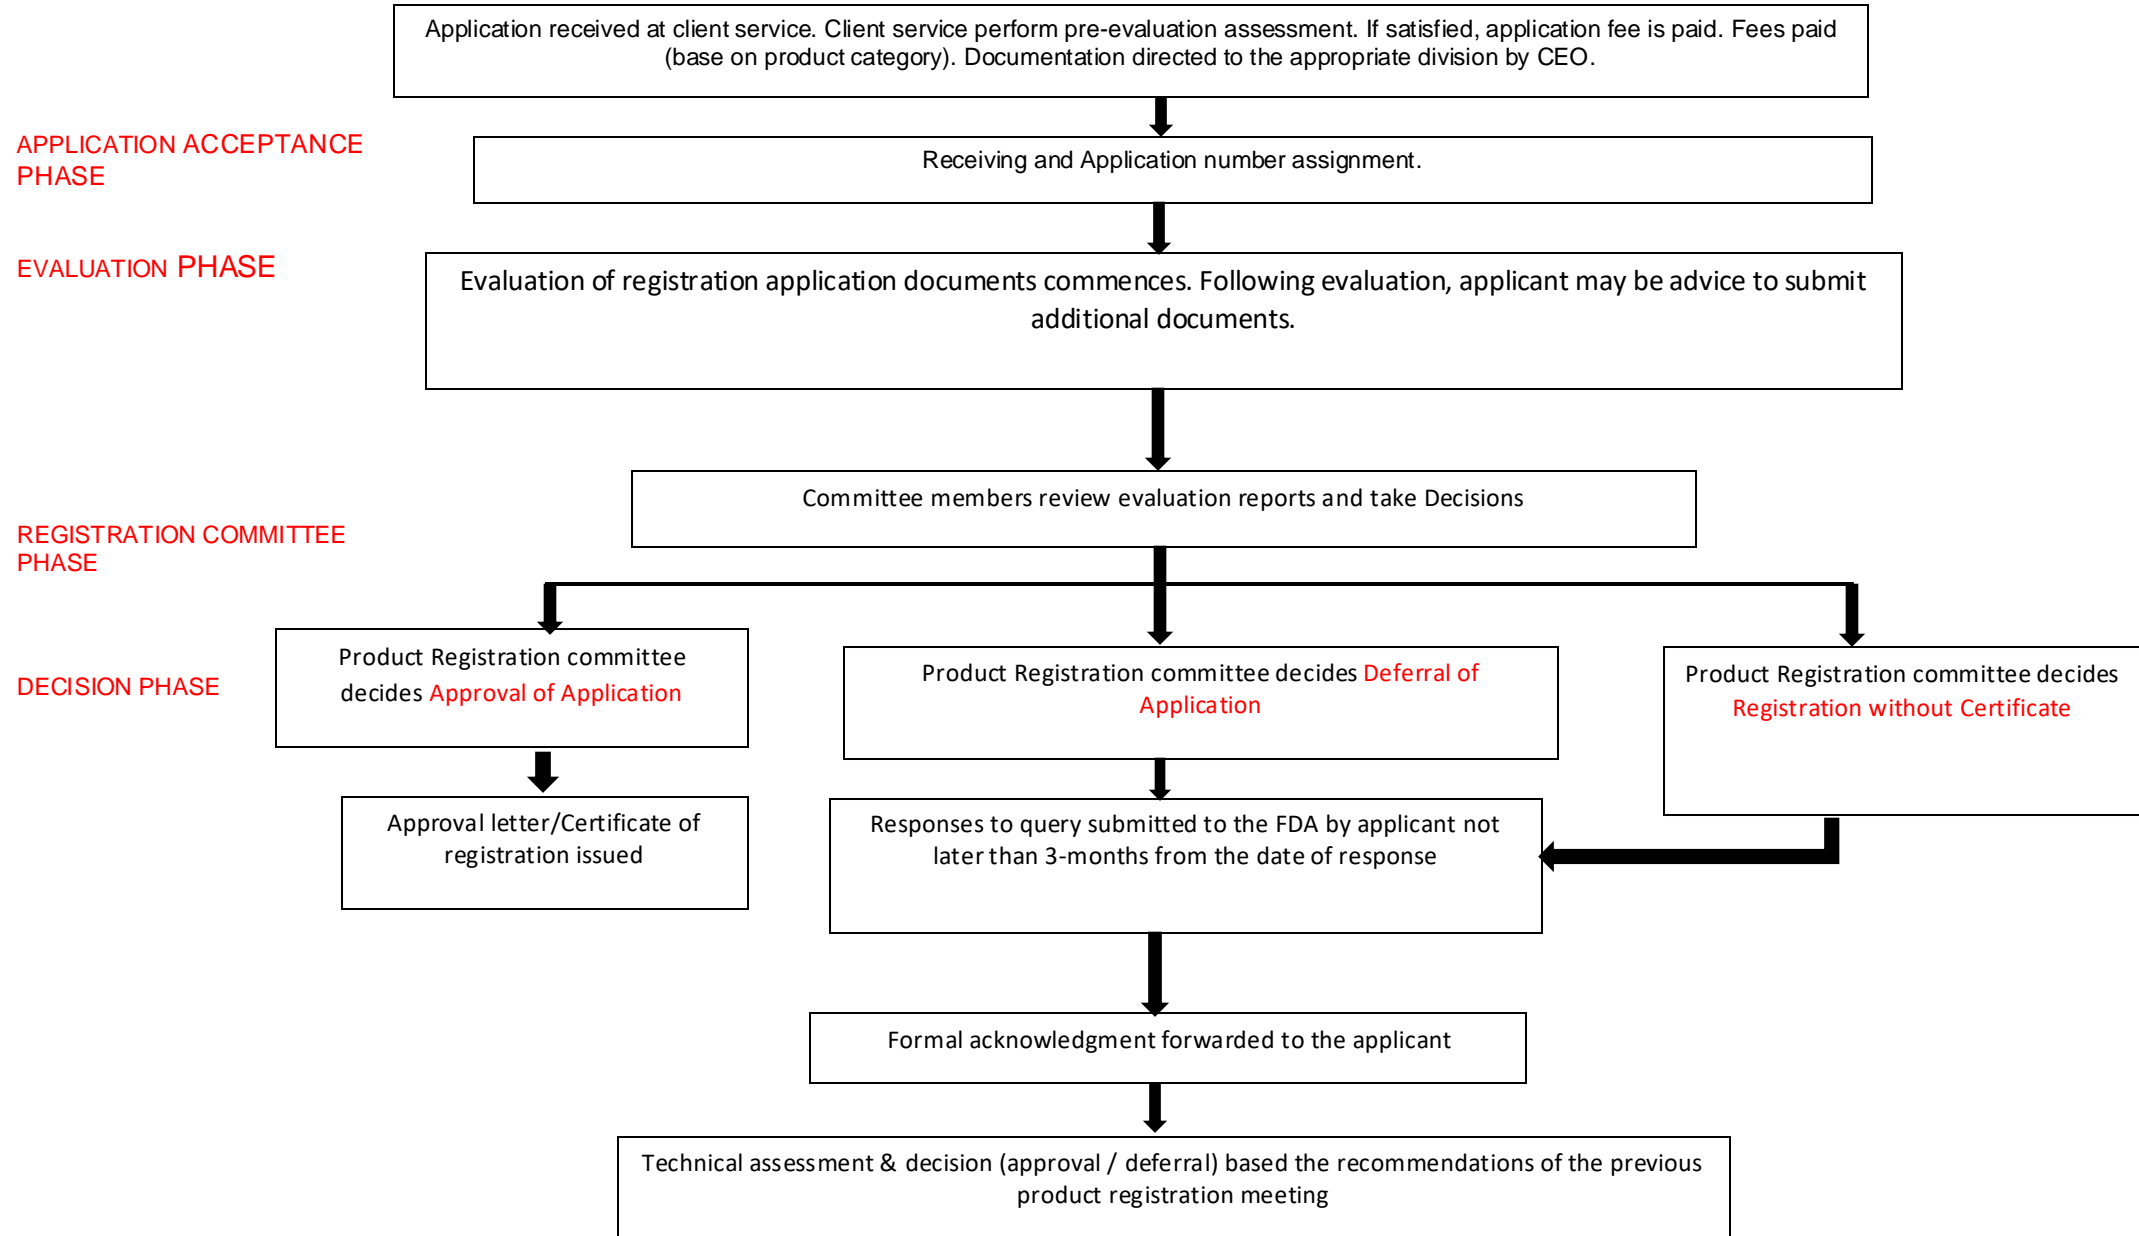 Application received at client service. Client service perform pre-evaluation assessment. If satisfied, application fee is paid. Fees paid
(base on product category). Documentation directed to the appropriate division by CEO.
APPLICATION ACCEPTANCE
PHASE
Receiving and Application number assignment.
EVALUATION PHASE
Evaluation of registration application documents commences. Following evaluation, applicant may be advice to submit
additional documents.
Committee members review evaluation reports and take Decisions
REGISTRATION COMMITTEE
PHASE
DECISION PHASE
Product Registration committee
decides Approval of Application
Product Registration committee decides Deferral of
Application
Product Registration committee decides
Registration without Certificate
Approval letter/Certificate of
registration issued
Responses to query submitted to the FDA by applicant not
later than 3-months from the date of response
Formal acknowledgment forwarded to the applicant
Technical assessment & decision (approval / deferral) based the recommendations of the previous
product registration meeting